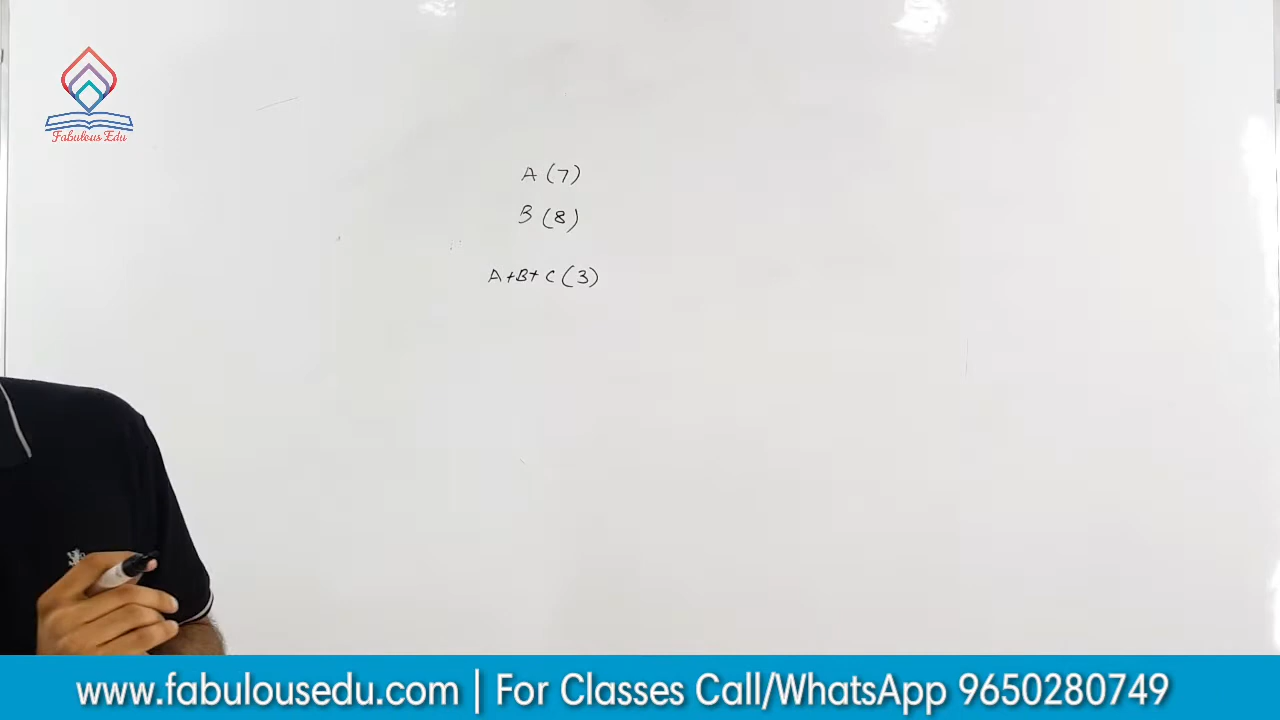 Fabulous Edu
A (7)
B (8)
A+B+C (3)
www.fabulousedu.com | For Classes Call/WhatsApp 9650280749